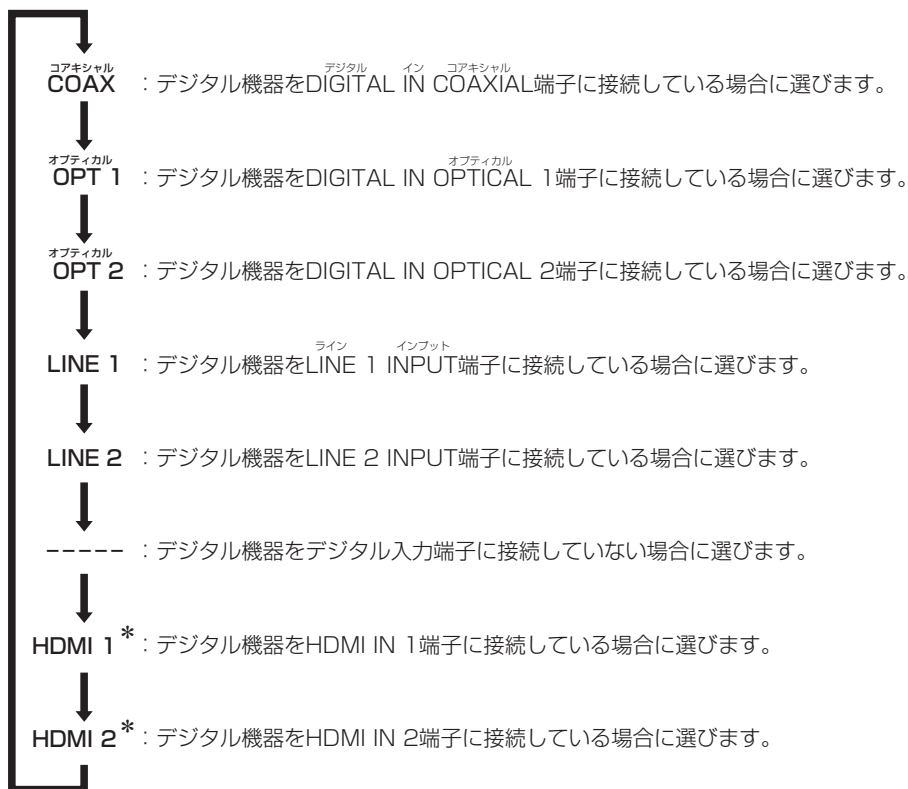 コアキシャル デジタル イン コアキシャル
COAX ：デジタル機器をDIGITAL IN COAXIAL端子に接続している場合に選びます。
オプティカル オプティカル
OPT 1 ：デジタル機器をDIGITAL IN OPTICAL 1端子に接続している場合に選びます。
オプティカル
OPT 2 ：デジタル機器をDIGITAL IN OPTICAL 2端子に接続している場合に選びます。
ライン インプット
LINE 1 ：デジタル機器をLINE 1 INPUT端子に接続している場合に選びます。
LINE 2 ：デジタル機器をLINE 2 INPUT端子に接続している場合に選びます。
----- ：デジタル機器をデジタル入力端子に接続していない場合に選びます。
HDMI 1*：デジタル機器をHDMI IN 1端子に接続している場合に選びます。
HDMI 2*：デジタル機器をHDMI IN 2端子に接続している場合に選びます。